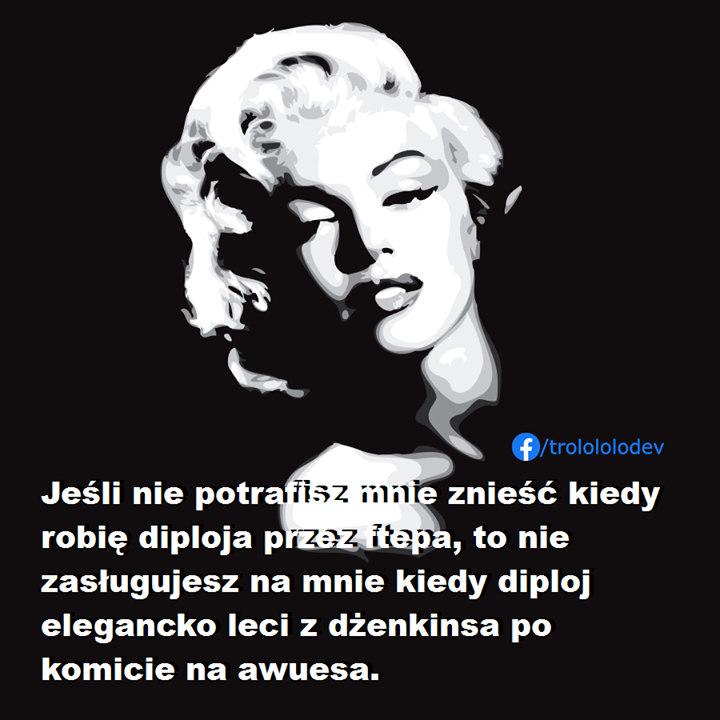 /trolololodev
Jeśli nie potrafisz mnie znieść kiedy
robię diploja przez ftepa, to nie
zasługujesz na mnie kiedy diploj
elegancko leci z dżenkinsa po
komicie na awuesa.